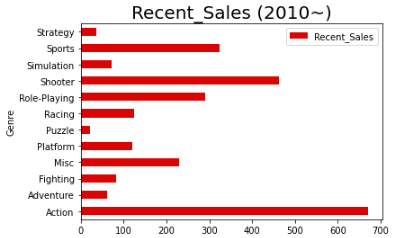 Recent_Sales (2010~)
Recent_Sales
Genre
Strategy
Sports
Simulation
Shooter
Role-Playing
Racing
Puzzle
Platform
Misc
Fighting
Adventure
Action
0 100 200 300 400 500 600 700